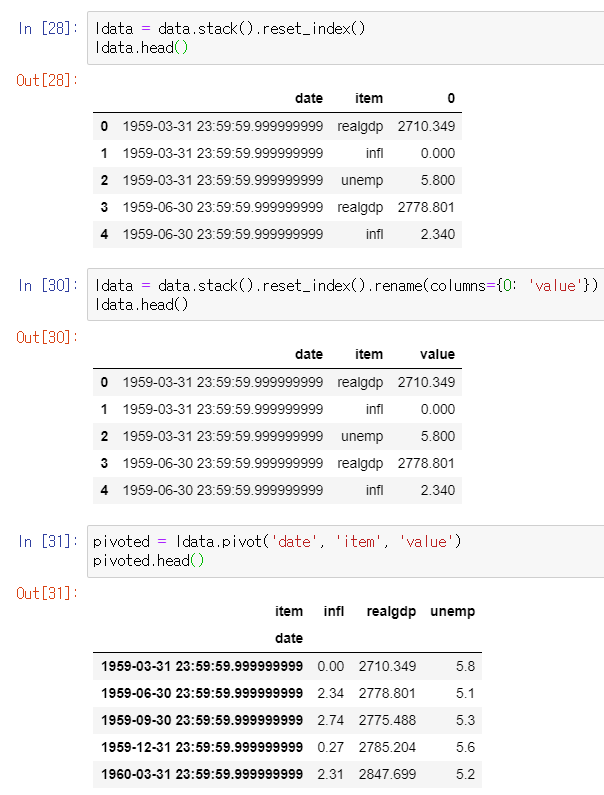 In [28]: ldata = data.stack().reset_index()
ldata.head()
Out[28]:
date item 0
0 1959-03-31 23:59:59.999999999 realgdp 2710.349
1 1959-03-31 23:59:59.999999999 infl 0.000
2 1959-03-31 23:59:59.999999999 unemp 5.800
3 1959-06-30 23:59:59.999999999 realgdp 2778.801
4 1959-06-30 23:59:59.999999999 infl 2.340
In [30]: ldata = data.stack().reset_index().rename(columns={0: 'value'})
ldata.head()
Out[30]:
date item value
0 1959-03-31 23:59:59.999999999 realgdp 2710.349
1 1959-03-31 23:59:59.999999999 infl 0.000
2 1959-03-31 23:59:59.999999999 unemp 5.800
3 1959-06-30 23:59:59.999999999 realgdp 2778.801
4 1959-06-30 23:59:59.999999999 infl 2.340
In [31]: pivoted = ldata.pivot('date', 'item', 'value')
pivoted.head()
Out[31]:
item infl realgdp unemp
date
1959-03-31 23:59:59.999999999 0.00 2710.349 5.8
1959-06-30 23:59:59.999999999 2.34 2778.801 5.1
1959-09-30 23:59:59.999999999 2.74 2775.488 5.3
1959-12-31 23:59:59.999999999 0.27 2785.204 5.6
1960-03-31 23:59:59.999999999 2.31 2847.699 5.2